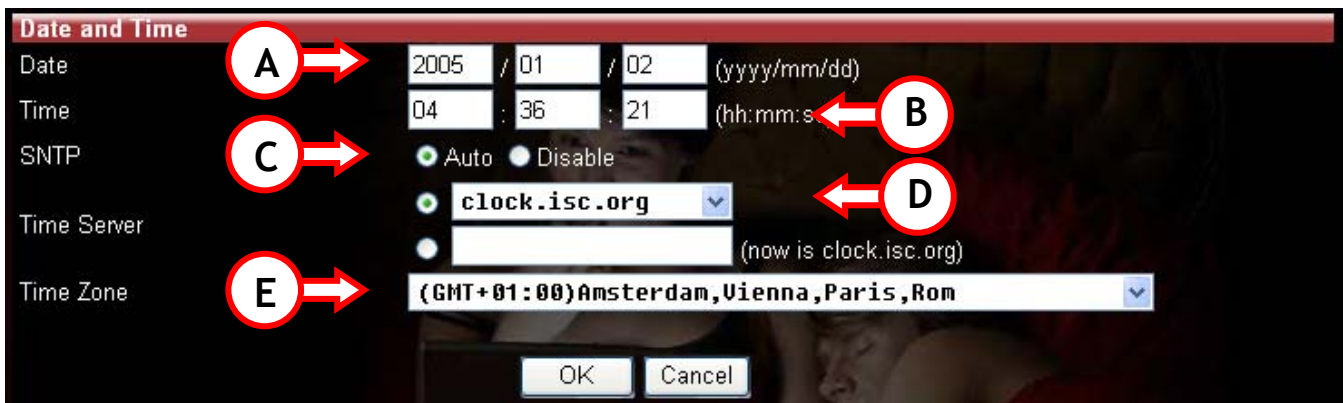 Date and Time
Date A 2005 / 01 / 02 (yyyy/mm/dd)
Time 04 : 36 : 21 (hh:mm:s B
SNTP C Auto Disable
D
clock.isc.org
Time Server
(now is clock.isc.org)
Time Zone E (GMT+01:00)Amsterdam,Vienna,Paris,Rom
OK Cancel